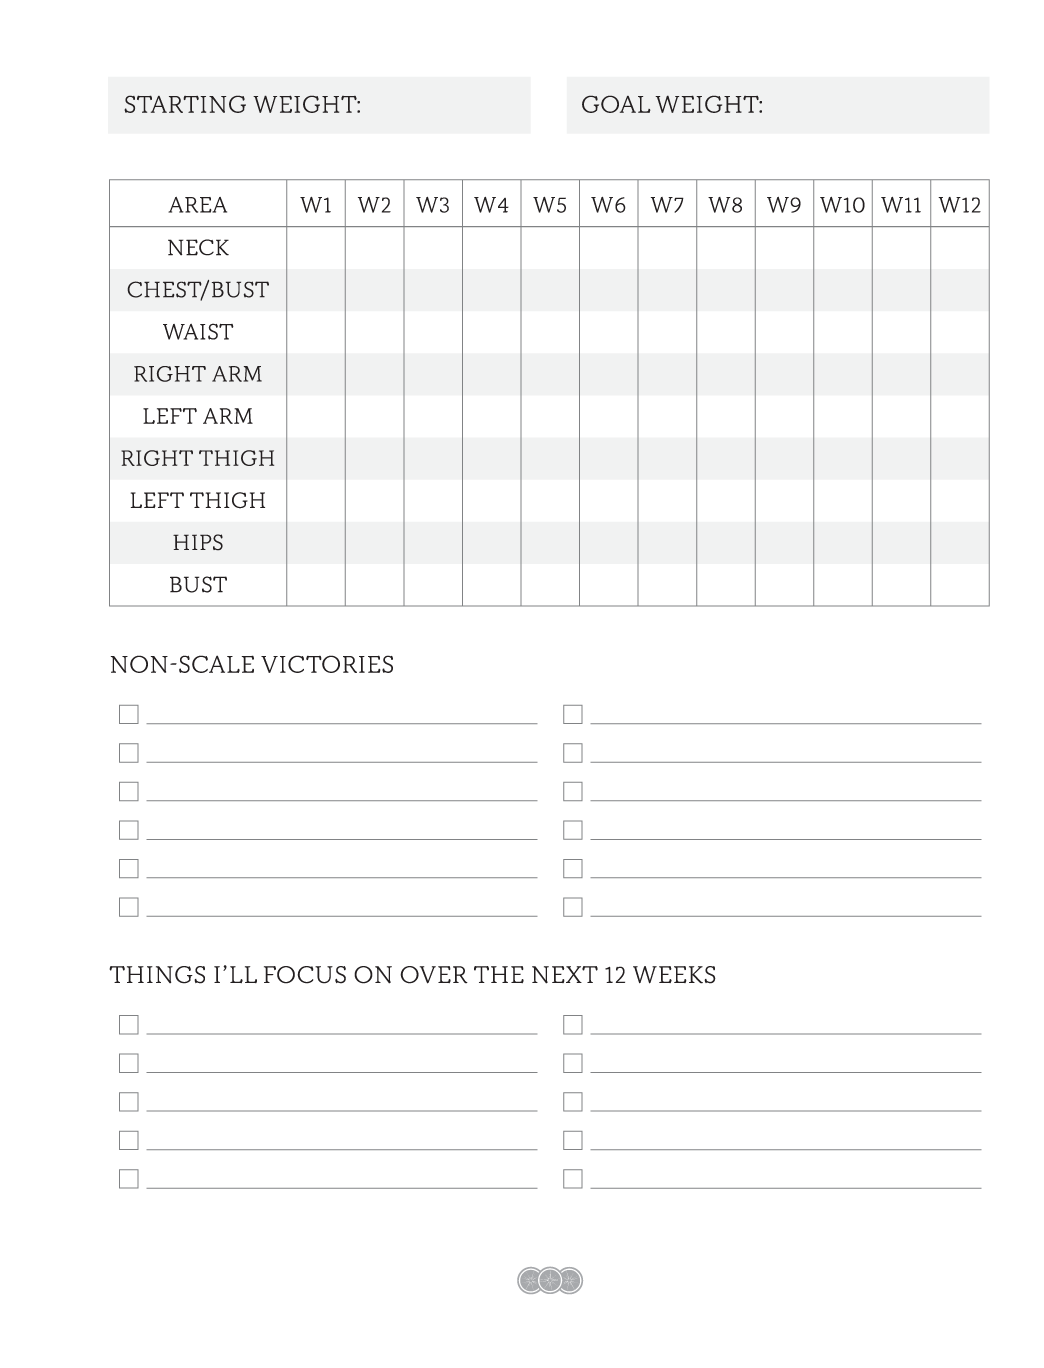 STARTING WEIGHT: GOAL WEIGHT:
AREA W1 W2 W3 W4 W5 W6 W7 W8 W9 W10 W11 W12
NECK
CHEST/BUST
WAIST
RIGHT ARM
LEFT ARM
RIGHT THIGH
LEFT THIGH
HIPS
BUST
NON-SCALE VICTORIES
THINGS I'LL FOCUS ON OVER THE NEXT 12 WEEKS